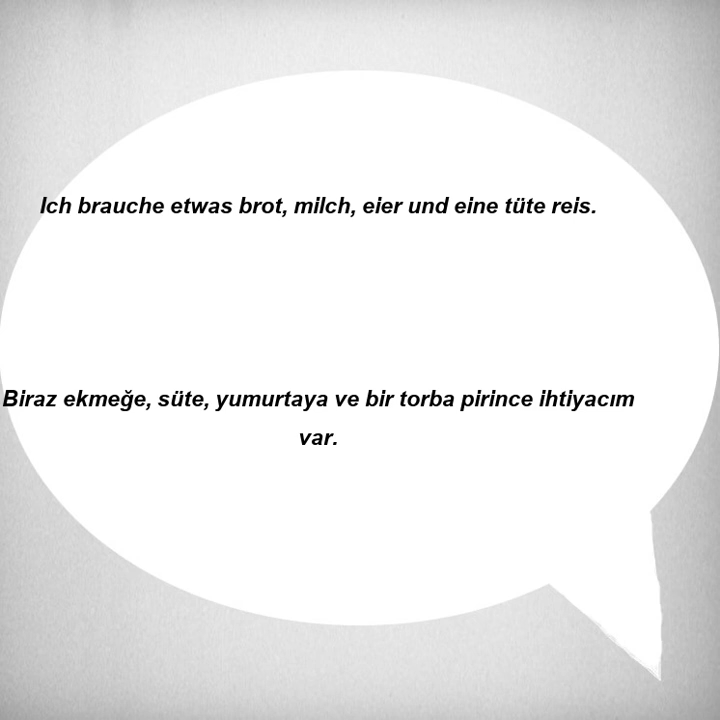 Ich brauche etwas brot, milch, eier und eine tüte reis.
Biraz ekmeğe, süte, yumurtaya ve bir torba pirince ihtiyacım
var.